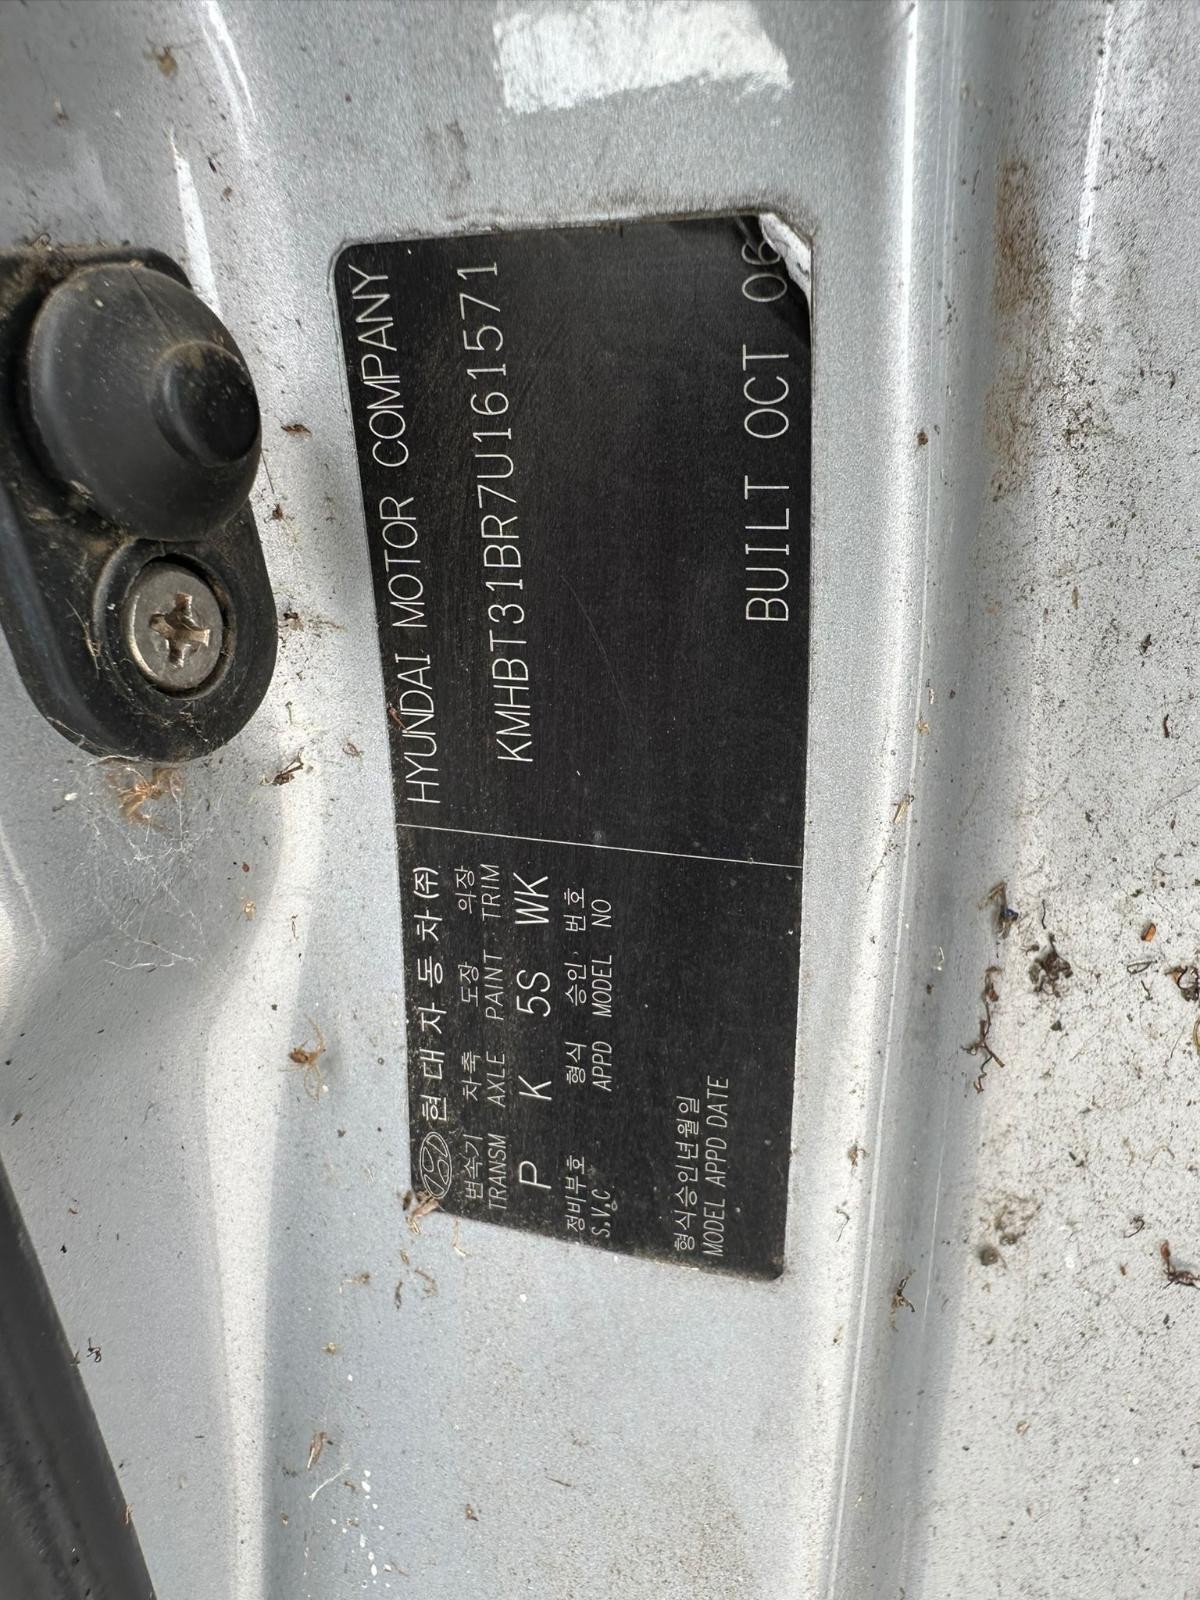 현대자동차(주) HYUNDAI MOTOR COMPANY
변속기 차축 도장 의장
TRANSM AXLE PAINT TRIM
KMHBT31BR7U161571
P K 5S WK
정비부호 형식 승인 번호
S.V.C APPD MODEL NO
형식승인년월일
MODEL APPD DATE
BUILT OCT 06